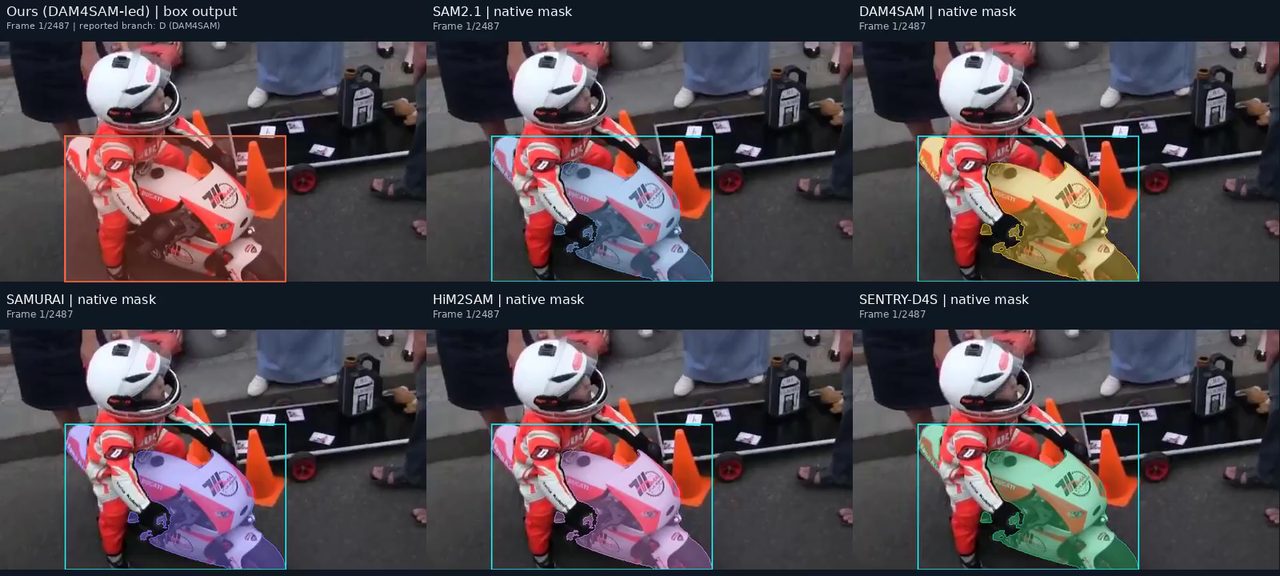 Ours (DAM4SAM-led) | box output
Frame 1/2487 | reported branch: D (DAM4SAM)
SAM2.1 | native mask
Frame 1/2487
DAM4SAM | native mask
Frame 1/2487
SAMURAI | native mask
Frame 1/2487
HiM2SAM | native mask
Frame 1/2487
SENTRY-D4S | native mask
Frame 1/2487